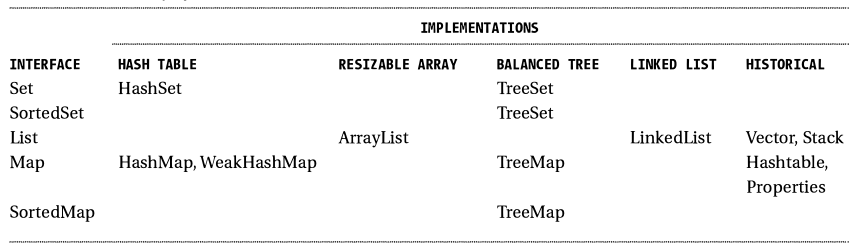 IMPLEMENTATIONS
INTERFACE HASH TABLE RESIZABLE ARRAY BALANCED TREE LINKED LIST HISTORICAL
Set HashSet TreeSet
SortedSet TreeSet
List ArrayList LinkedList Vector, Stack
Map HashMap, WeakHashMap TreeMap Hashtable,
Properties
SortedMap TreeMap